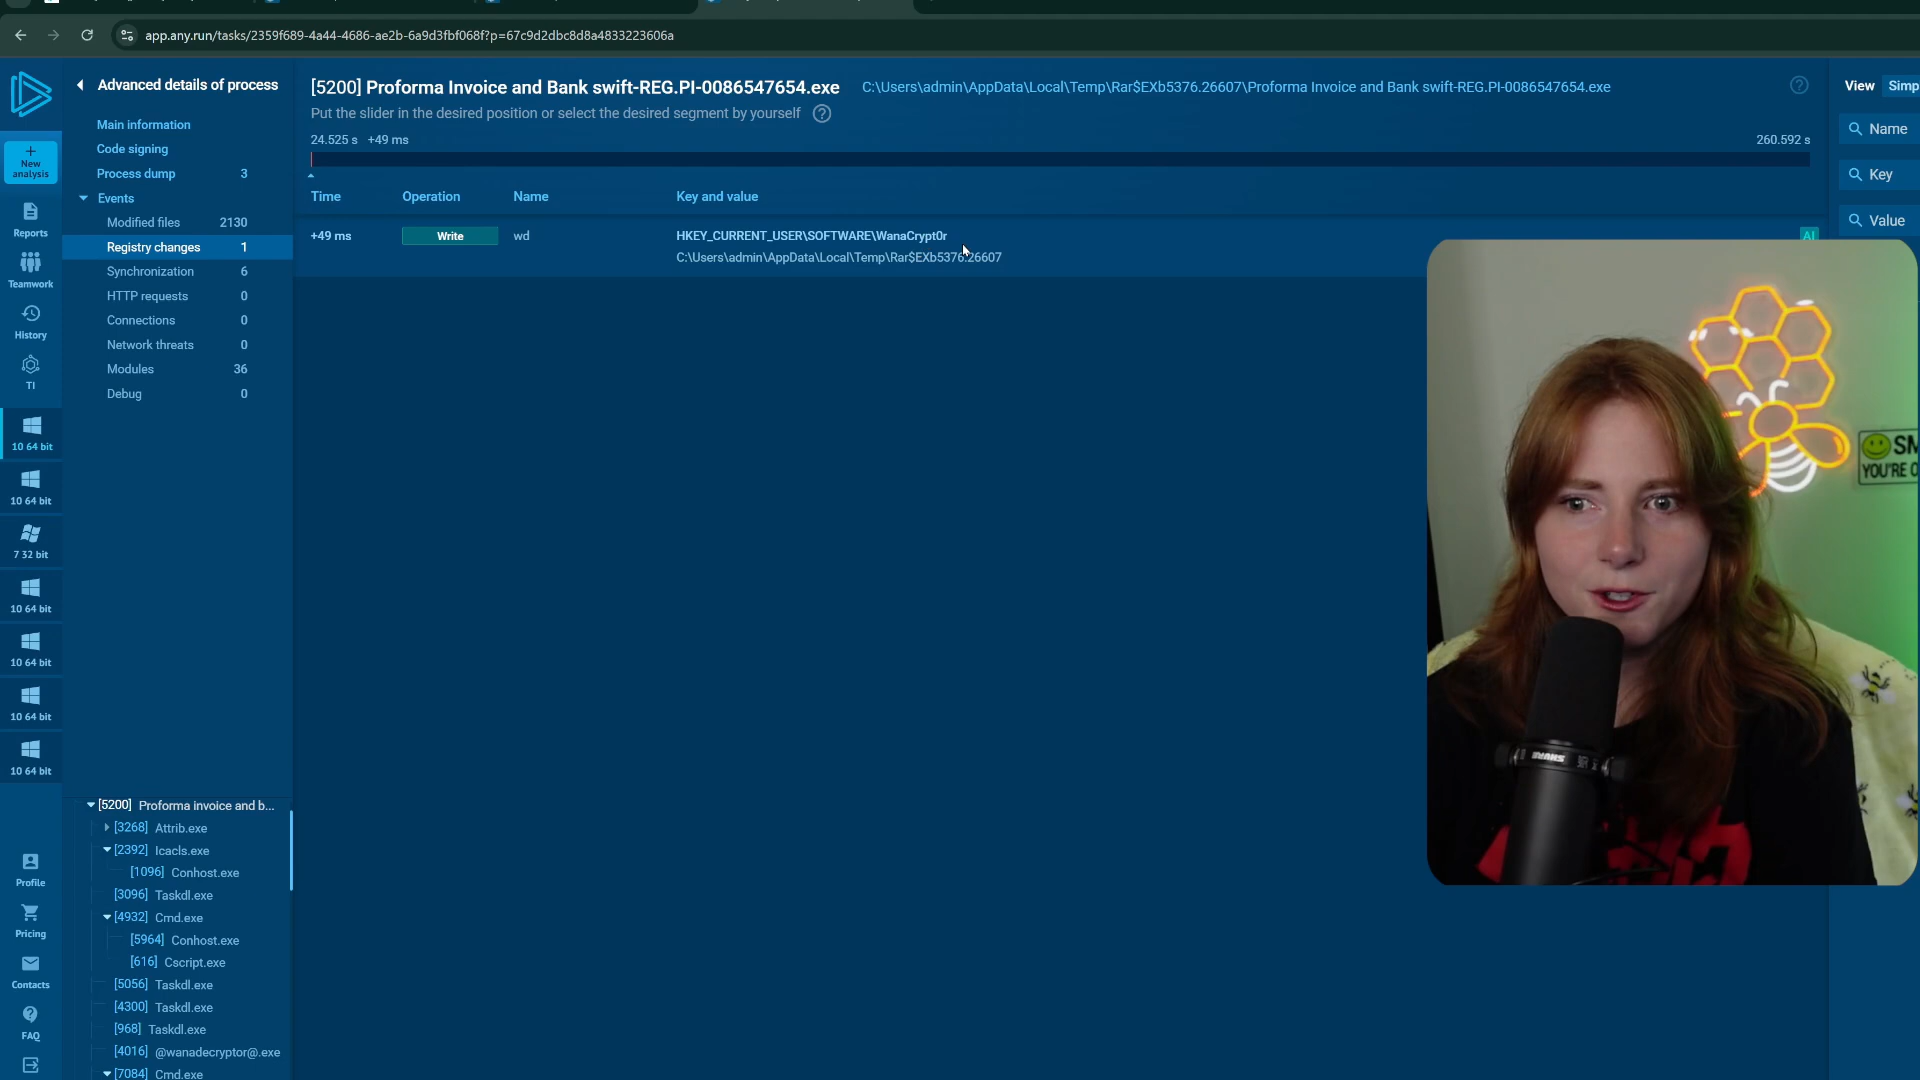 app.any.run/tasks/2359f689-4a44-4686-ae2b-6a9d3fbf068f?p=67c9d2dbc8d8a4833223606a
Advanced details of process
[5200] Proforma Invoice and Bank swift-REG.PI-0086547654.exe
C:\Users\admin\AppData\Local\Temp\Rar$EXb5376.26607\Proforma Invoice and Bank swift-REG.PI-0086547654.exe
View
Simp
Put the slider in the desired position or select the desired segment by yourself
24.525 s +49 ms
260.592 s
Main information
Code signing
Process dump 3
Events
Modified files 2130
Registry changes 1
Synchronization 6
HTTP requests 0
Connections 0
Network threats 0
Modules 36
Debug 0
Time
Operation
Name
Key and value
+49 ms
Write
wd
HKEY_CURRENT_USER\SOFTWARE\WanaCrypt0r
C:\Users\admin\AppData\Local\Temp\Rar$EXb5376.26607
AI
Name
Key
Value
New
analysis
Reports
Teamwork
History
TI
10 64 bit
10 64 bit
7 32 bit
10 64 bit
10 64 bit
10 64 bit
10 64 bit
Profile
Pricing
Contacts
FAQ
[5200] Proforma invoice and b...
[3268] Attrib.exe
[2392] Icacls.exe
[1096] Conhost.exe
[3096] Taskdl.exe
[4932] Cmd.exe
[5964] Conhost.exe
[616] Cscript.exe
[5056] Taskdl.exe
[4300] Taskdl.exe
[968] Taskdl.exe
[4016] @wanadecryptor@.exe
[7084] Cmd.exe
SM
YOU'RE O
SHURE